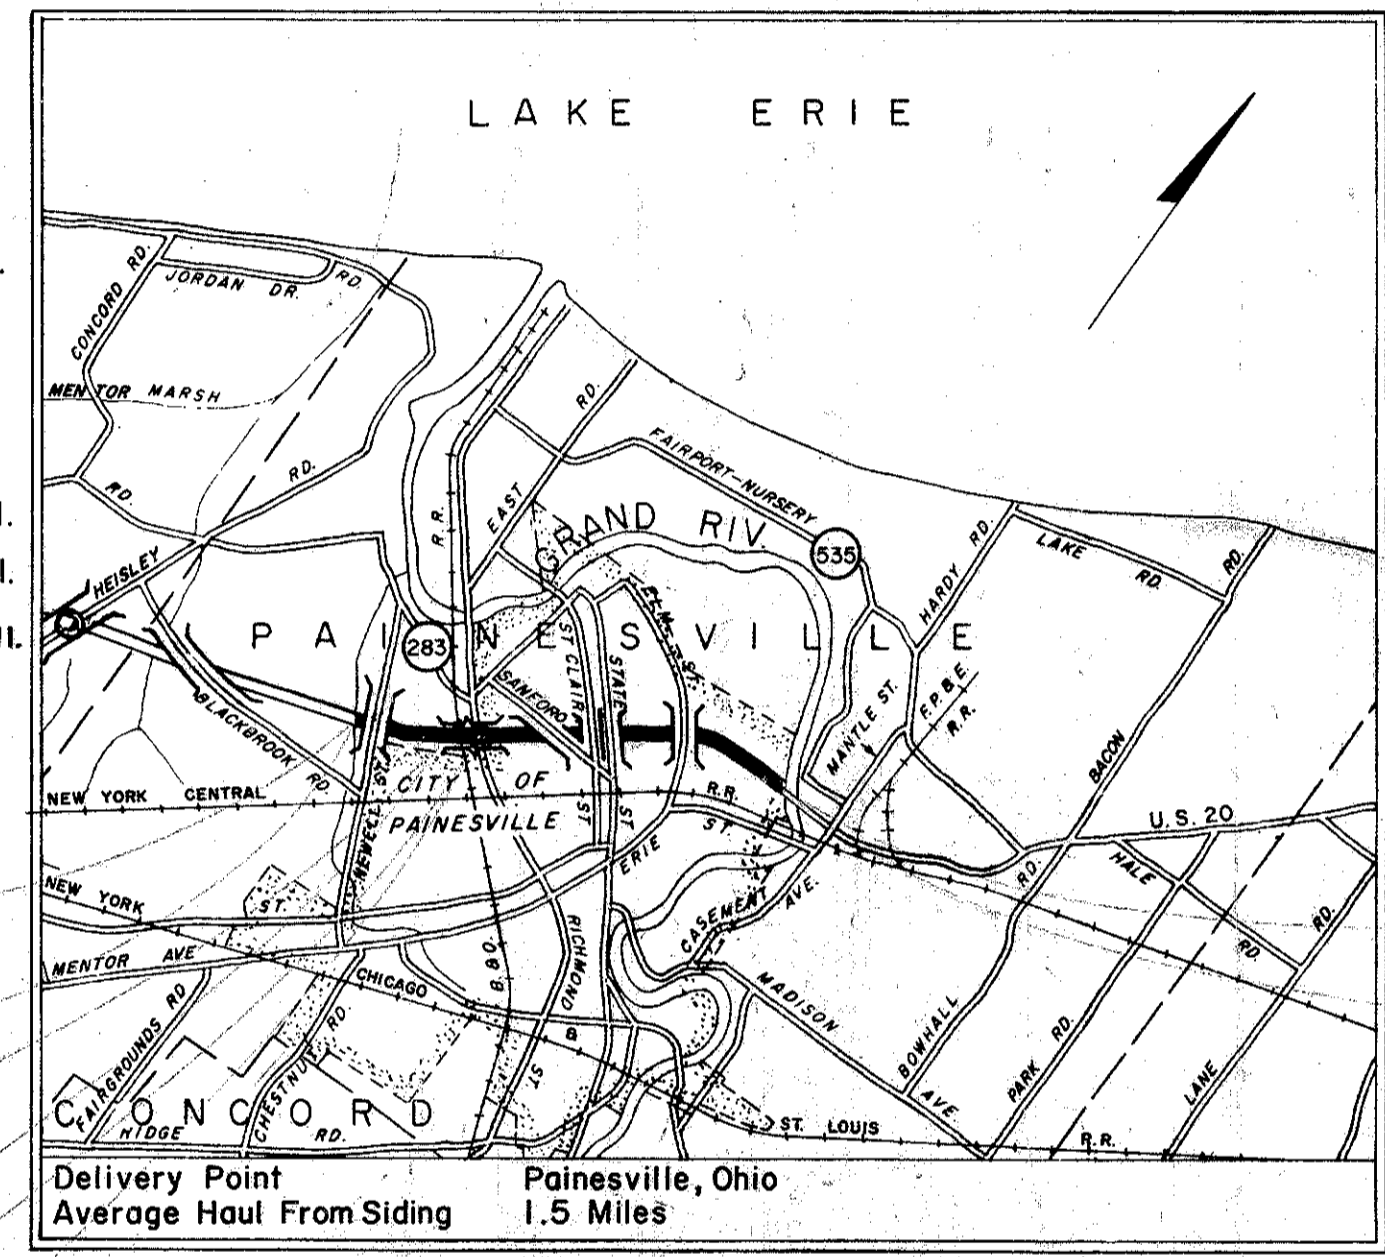 LAKE ERIE
CONCORD RD.
JORDAN DR.
RD.
MENTOR MARSH
RD.
RD.
HEISLEY
R.R.
EAST RD.
FAIRPORT-NURSERY
GRAND RIV.
535
HARDY RD.
LAKE RD.
RD.
PAINESVILLE
283
ELM ST.
ST CLAIR
STATE
SANFORD
BLACKBROOK RD.
MANTLE ST.
F.P. & E.
R.R.
BACON
NEW YORK CENTRAL
R.R.
CITY OF
PAINESVILLE
NEWELL ST.
ST
ST
ST.
ERIE
U.S. 20
HALE RD.
RD.
NEW YORK
ST.
MENTOR AVE
CHICAGO
B & O
RICHMOND
&
ST
CASEMENT AVE.
MADISON
AVE
BOWHALL
PARK RD.
LANE RD.
FAIRGROUNDS RD
CHESTNUT RD.
CONCORD
RIDGE RD.
ST. LOUIS
R.R.
Delivery Point Painesville, Ohio
Average Haul From Siding 1.5 Miles